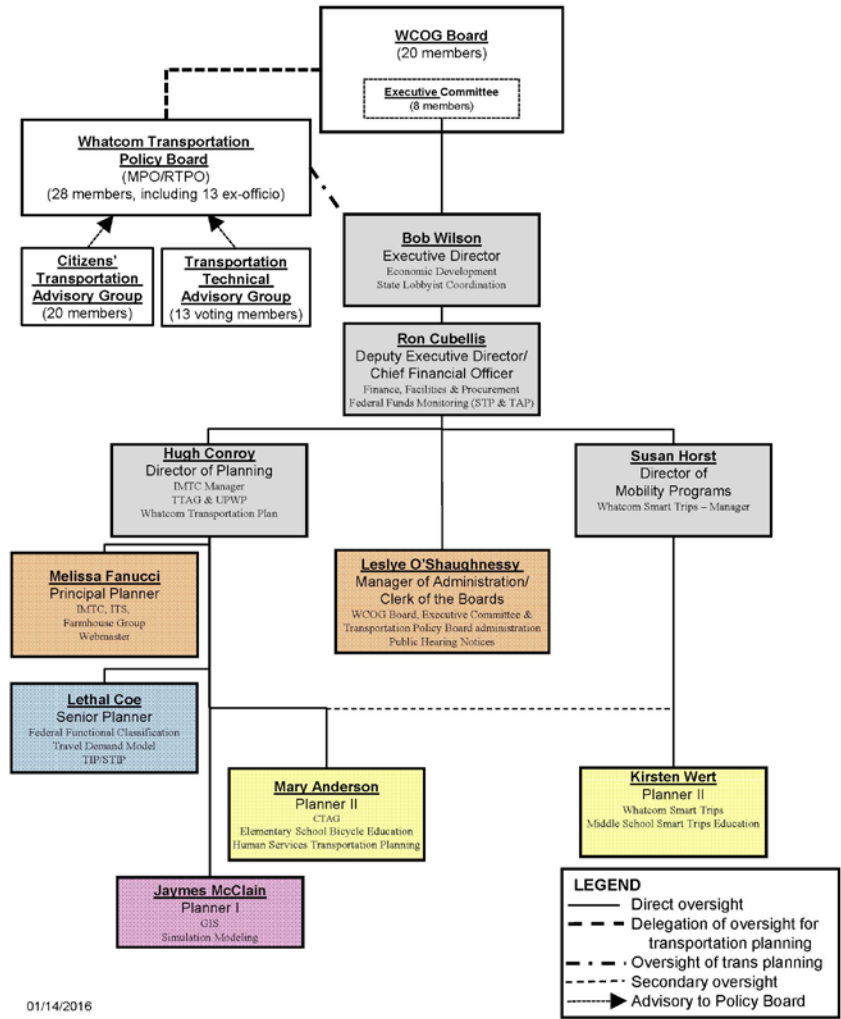 WCOG Board
(20 members)
Executive Committee
(8 members)
Whatcom Transportation
Policy Board
(MPO/RTPO)
(28 members, including 13 ex-officio)
Citizens'
Transportation
Advisory Group
(20 members)
Transportation
Technical
Advisory Group
(13 voting members)
Bob Wilson
Executive Director
Economic Development
State Lobbyist Coordination
Ron Cubellis
Deputy Executive Director/
Chief Financial Officer
Finance, Facilities & Procurement
Federal Funds Monitoring (STP & TAP)
Hugh Conroy
Director of Planning
IMTC Manager
TTAG & UPWP
Whatcom Transportation Plan
Susan Horst
Director of
Mobility Programs
Whatcom Smart Trips – Manager
Melissa Fanucci
Principal Planner
IMTC, ITS,
Farmhouse Group
Webmaster
Leslye O'Shaughnessy
Manager of Administration/
Clerk of the Boards
WCOG Board, Executive Committee &
Transportation Policy Board administration
Public Hearing Notices
Lethal Coe
Senior Planner
Federal Functional Classification
Travel Demand Model
TIP/STIP
Mary Anderson
Planner II
CTAG
Elementary School Bicycle Education
Human Services Transportation Planning
Kirsten Wert
Planner II
Whatcom Smart Trips
Middle School Smart Trips Education
Jaymes McClain
Planner I
GIS
Simulation Modeling
LEGEND
Direct oversight
Delegation of oversight for
transportation planning
Oversight of trans planning
Secondary oversight
Advisory to Policy Board
01/14/2016